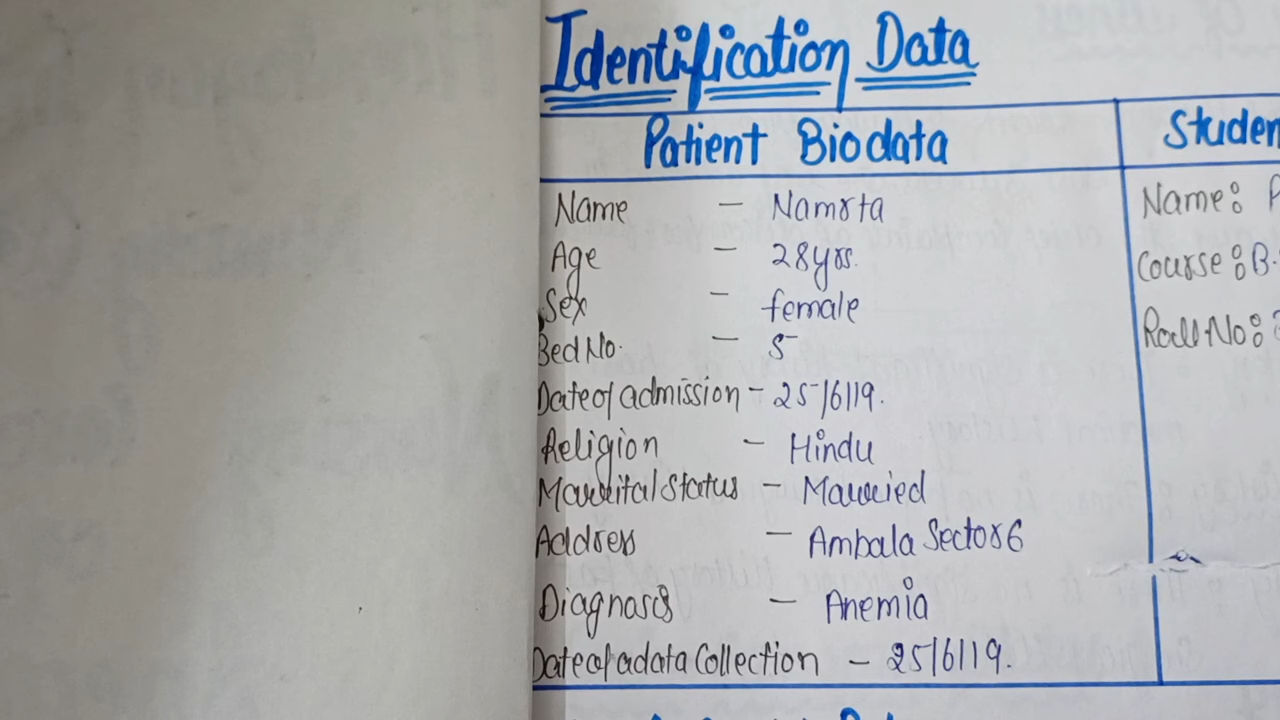 Identification Data
Patient Biodata
Studen
Name - Namrta
Name:
Age - 28yrs.
Course: B.
Sex - female
Roll No:
Bed No. - 5
Date of admission - 25/6/19.
Religion - Hindu
Marrital Status - Married
Address - Ambala Sector 6
Diagnosis - Anemia
Date of adata Collection - 25/6/19.